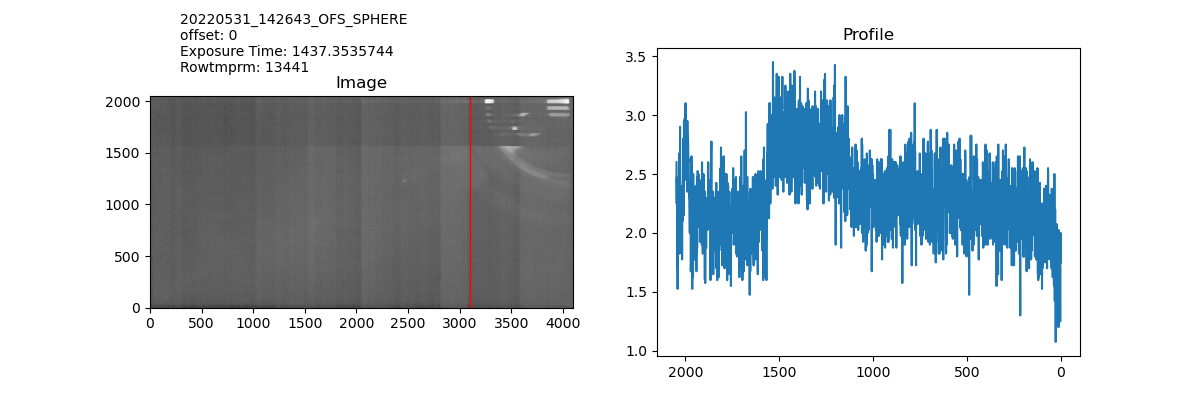 20220531_142643_OFS_SPHERE
offset: 0
Exposure Time: 1437.3535744
Rowtmprm: 13441
Image
2000
1500
1000
500
0
0 500 1000 1500 2000 2500 3000 3500 4000
Profile
3.5
3.0
2.5
2.0
1.5
1.0
2000 1500 1000 500 0